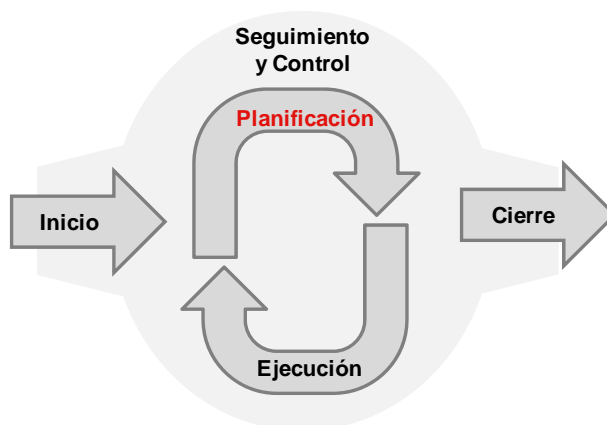 Seguimiento
y Control
Planificación
Inicio
Cierre
Ejecución